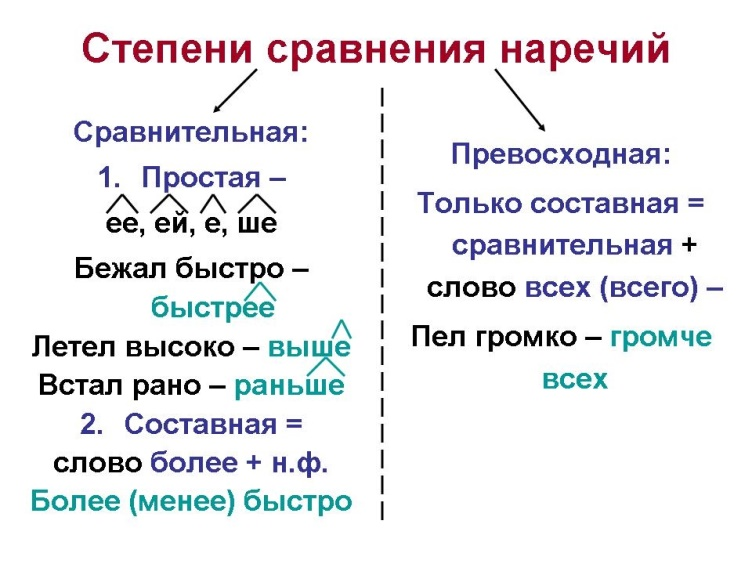 Степени сравнения наречий
Сравнительная:
1. Простая –
ее, ей, е, ше
Бежал быстро –
быстрее
Летел высоко – выше
Встал рано – раньше
2. Составная =
слово более + н.ф.
Более (менее) быстро
Превосходная:
Только составная =
сравнительная +
слово всех (всего) –
Пел громко – громче
всех